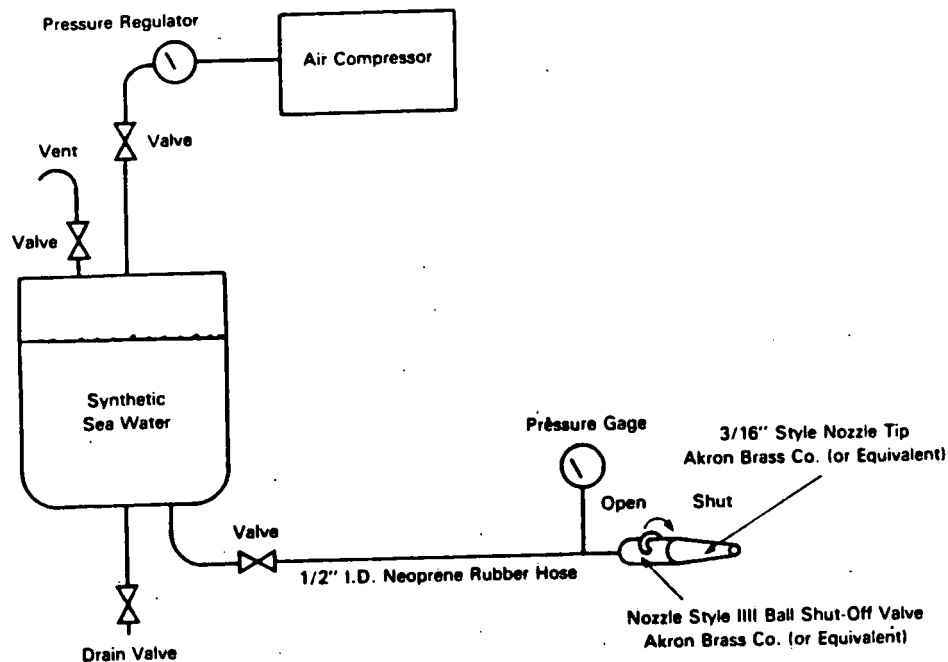 Pressure Regulator
Air Compressor
Valve
Vent
Valve
Synthetic
Sea Water
Pressure Gage
3/16" Style Nozzle Tip
Akron Brass Co. (or Equivalent)
Open
Shut
Valve
1/2" I.D. Neoprene Rubber Hose
Nozzle Style IIII Ball Shut-Off Valve
Akron Brass Co. (or Equivalent)
Drain Valve